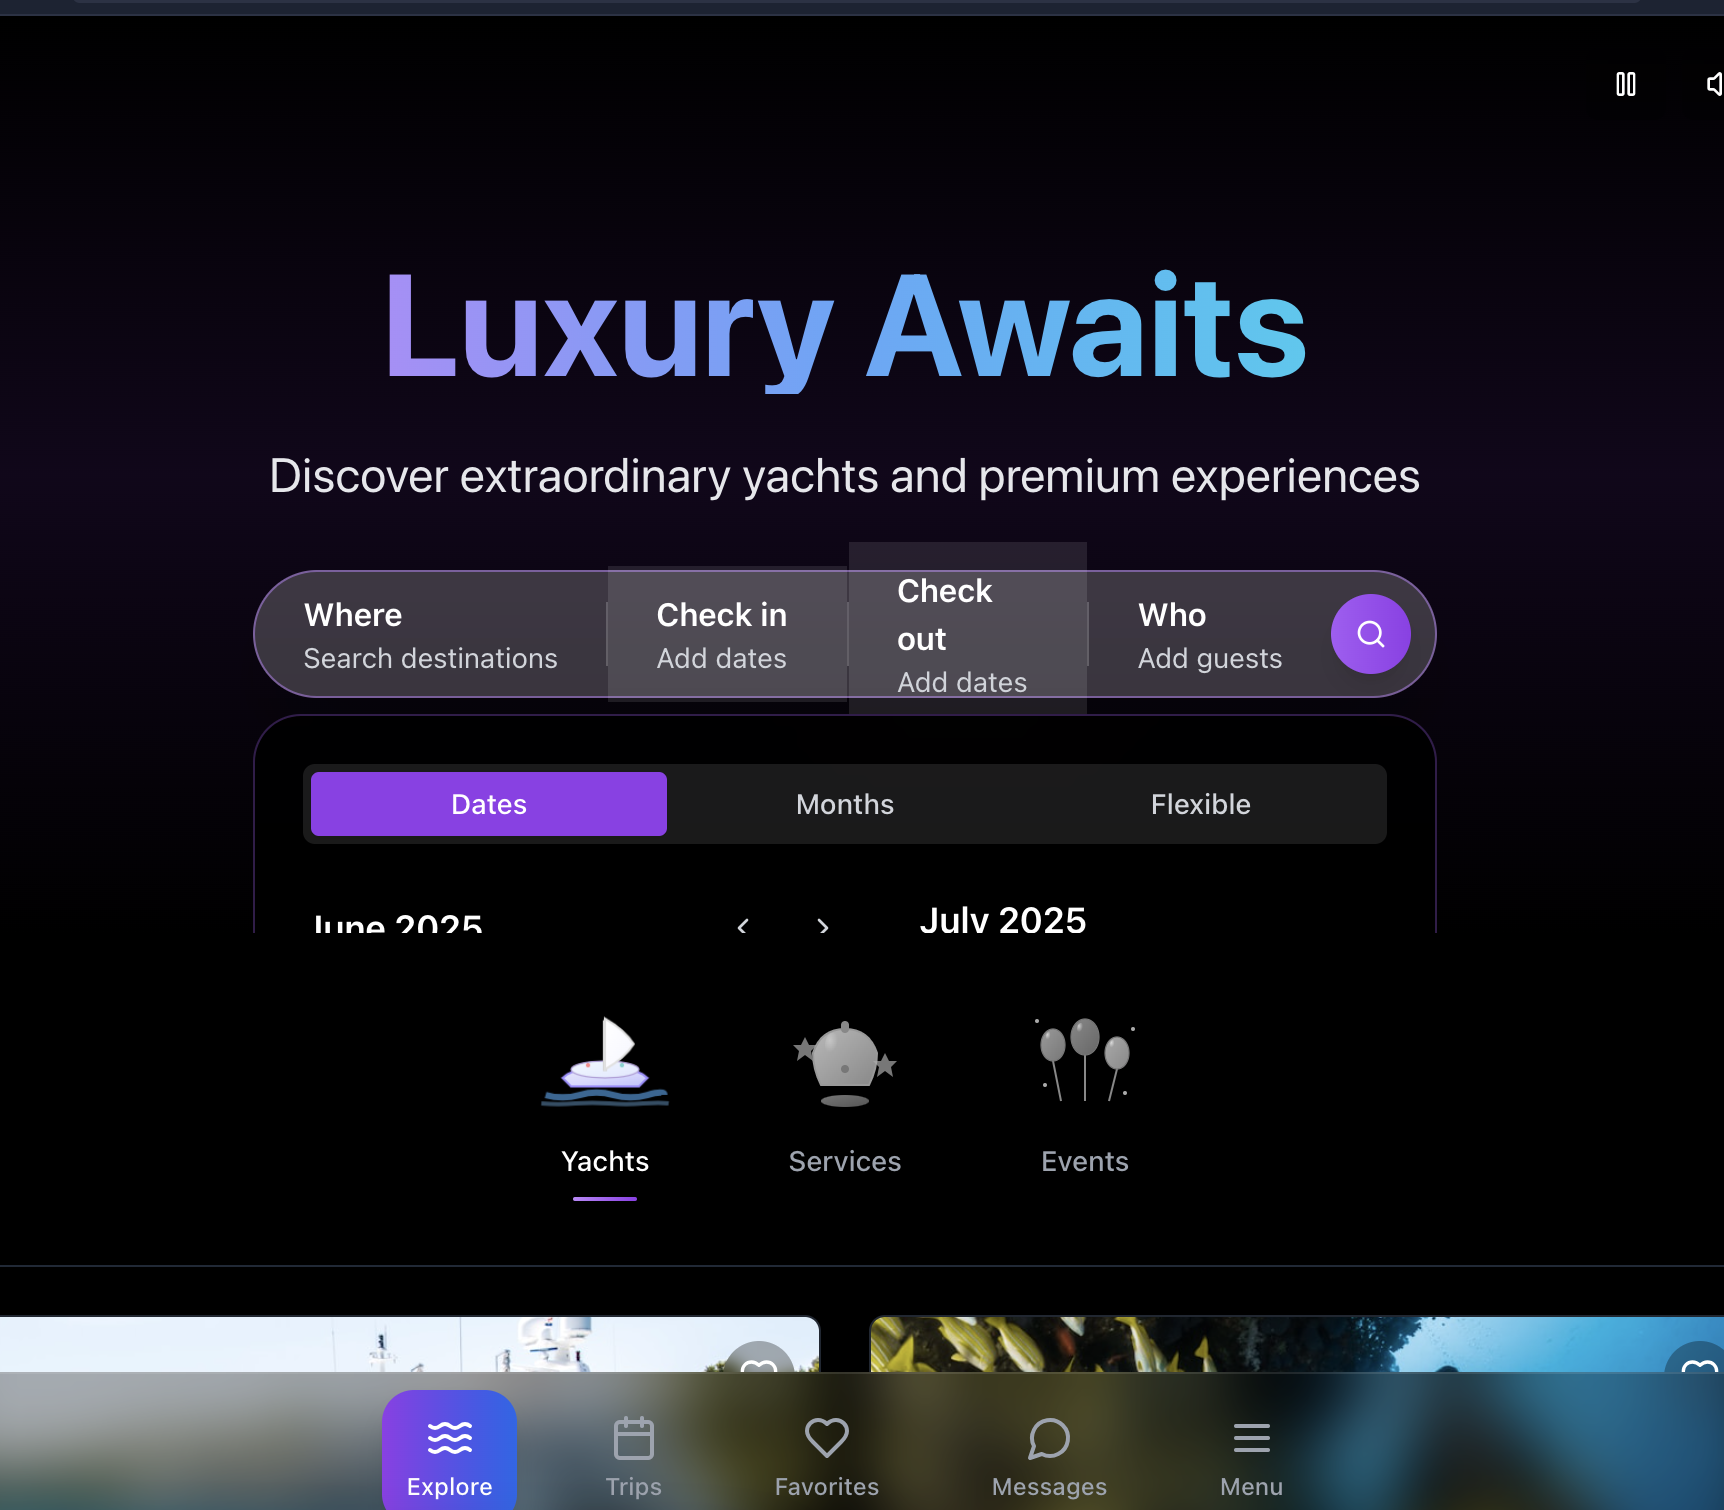 Luxury Awaits
Discover extraordinary yachts and premium experiences
Where
Search destinations
Check in
Add dates
Check
out
Add dates
Who
Add guests
Dates
Months
Flexible
June 2025
July 2025
Yachts
Services
Events
Explore
Trips
Favorites
Messages
Menu